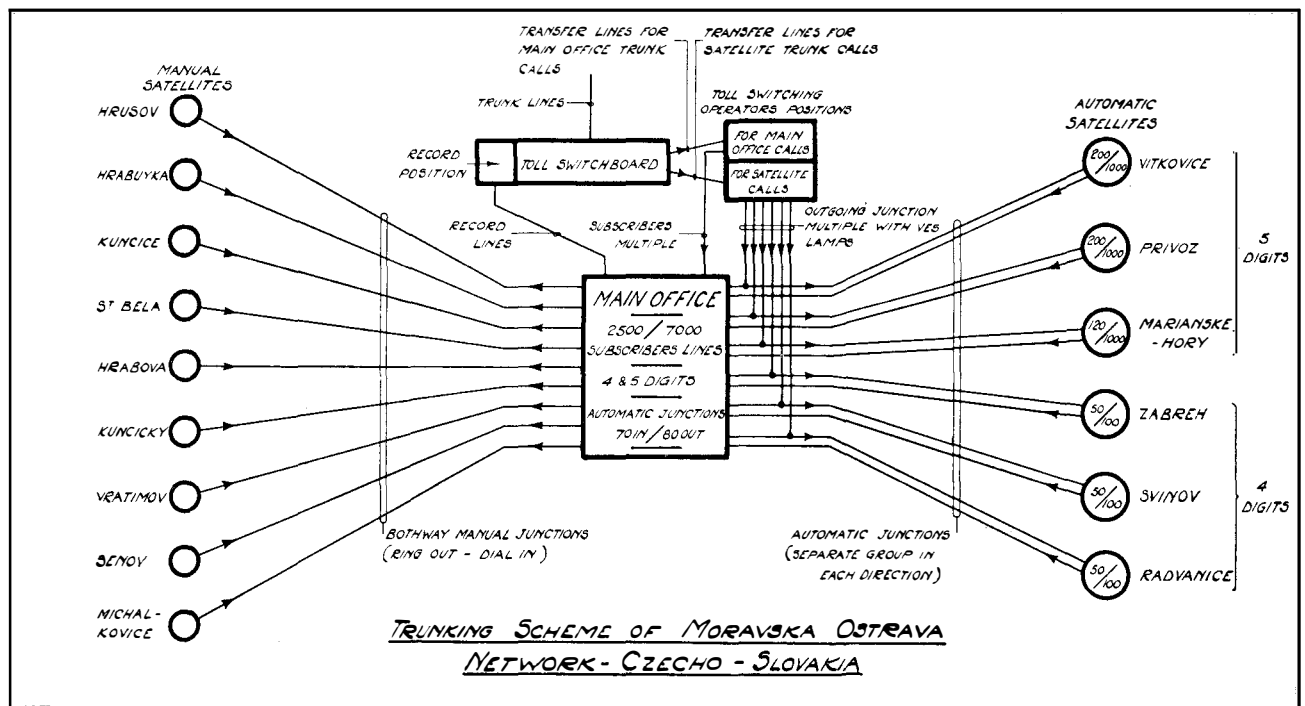 TRANSFER LINES FOR
MAIN OFFICE TRUNK
CALLS
TRANSFER LINES FOR
SATELLITE TRUNK CALLS
MANUAL
SATELLITES
HRUSOV
HRABUYKA
KUNCICE
ST BELA
HRABOVA
KUNCICKY
VRATIMOV
SENOV
MICHAL-
KOVICE
TRUNK LINES
RECORD
POSITION
TOLL SWITCHBOARD
TOLL SWITCHING
OPERATORS POSITIONS
FOR MAIN
OFFICE CALLS
FOR SATELLITE
CALLS
RECORD
LINES
SUBSCRIBERS
MULTIPLE
OUTGOING JUNCTION
MULTIPLE WITH VES
LAMPS
MAIN OFFICE
2500/7000
SUBSCRIBERS LINES
4 & 5 DIGITS
AUTOMATIC JUNCTIONS
70 IN/80 OUT
BOTHWAY MANUAL JUNCTIONS
(RING OUT - DIAL IN)
AUTOMATIC JUNCTIONS
(SEPARATE GROUP IN
EACH DIRECTION)
AUTOMATIC
SATELLITES
200/1000 VITKOVICE
200/1000 PRIVOZ
120/1000 MARIANSKE
-HORY
5
DIGITS
50/100 ZABREH
50/100 SVINOV
50/100 RADVANICE
4
DIGITS
TRUNKING SCHEME OF MORAVSKA OSTRAVA
NETWORK - CZECHO - SLOVAKIA